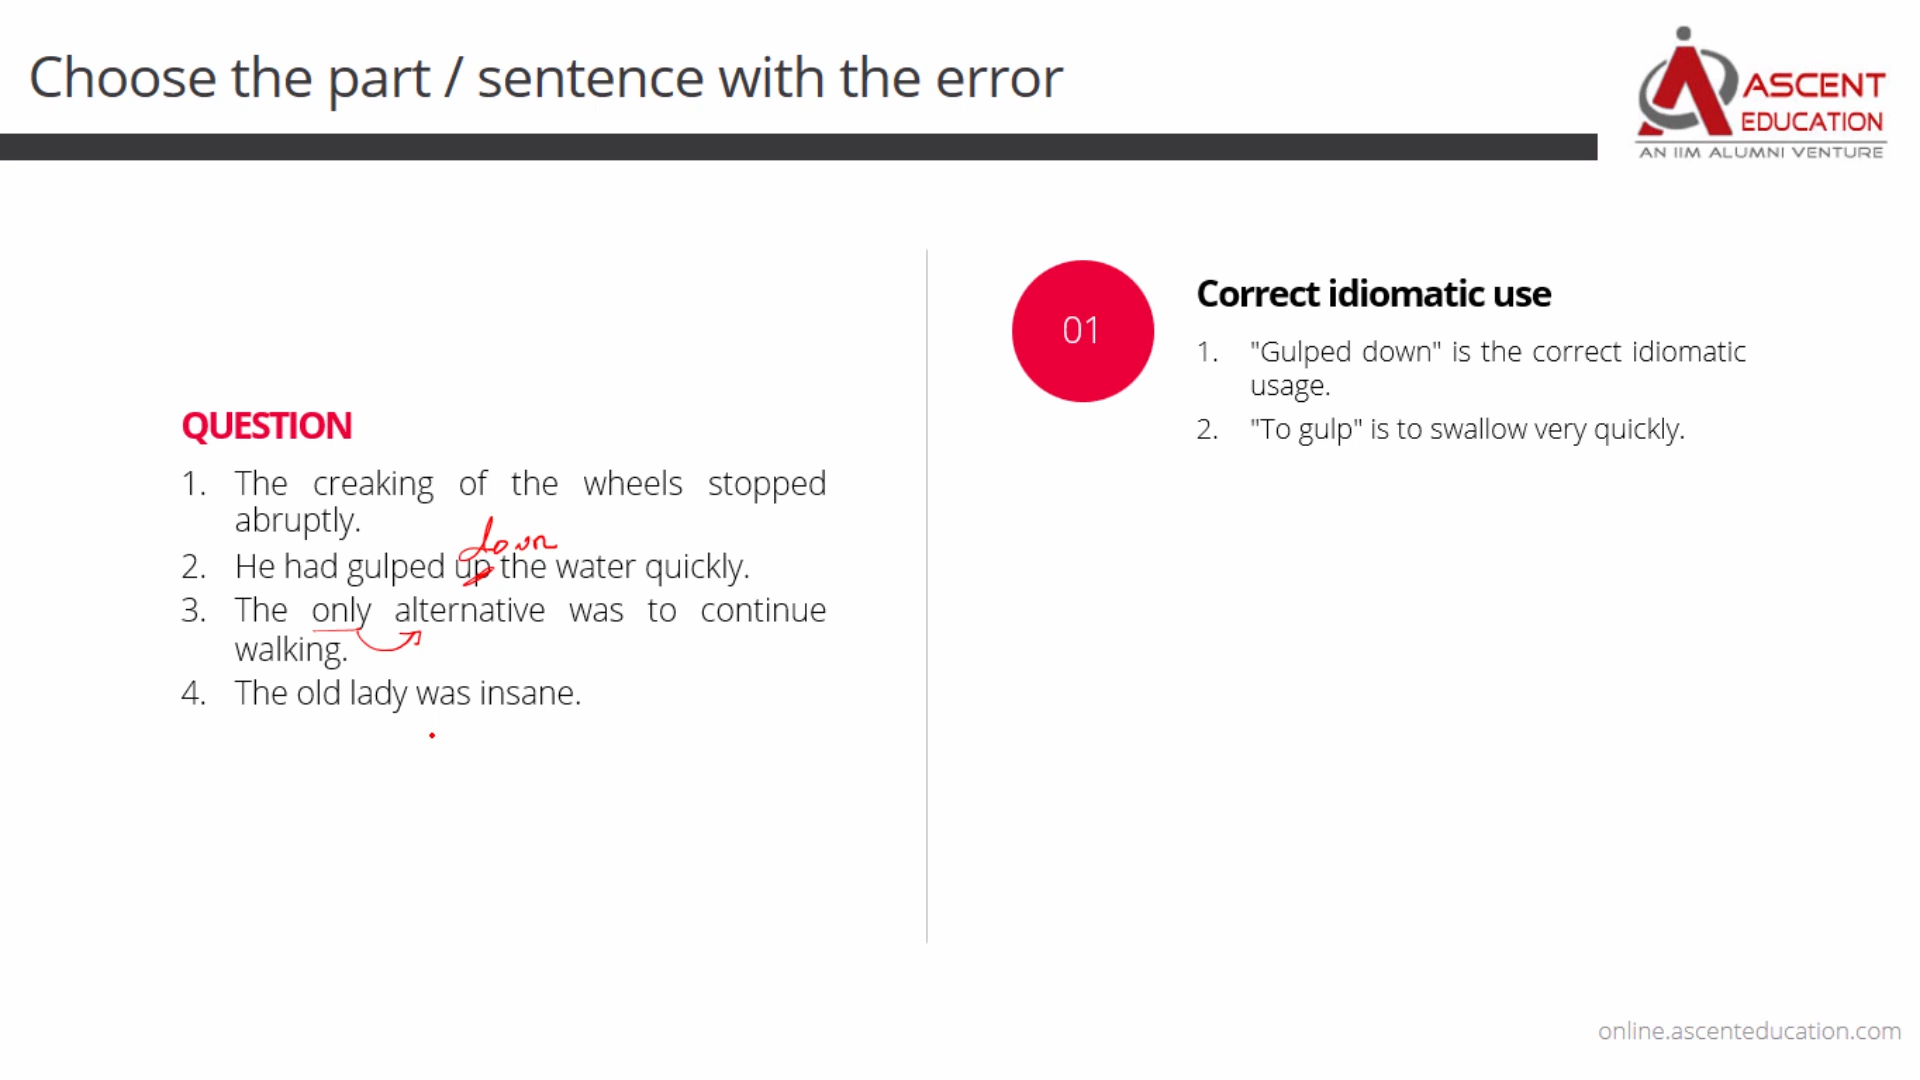 Choose the part / sentence with the error
ASCENT
EDUCATION
AN IIM ALUMNI VENTURE
QUESTION
1. The creaking of the wheels stopped
abruptly.
down
2. He had gulped up the water quickly.
3. The only alternative was to continue
walking.
4. The old lady was insane.
01
Correct idiomatic use
1. "Gulped down" is the correct idiomatic
usage.
2. "To gulp" is to swallow very quickly.
online.ascenteducation.com